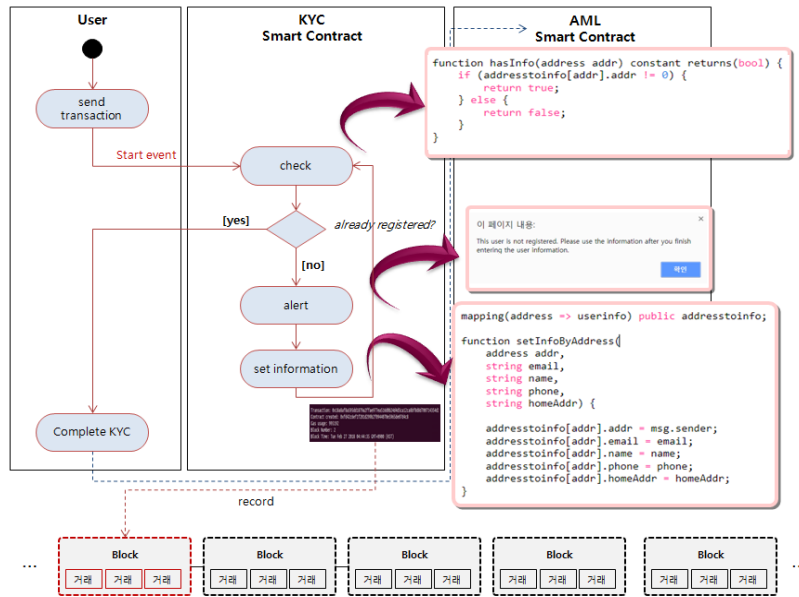 User
KYC
Smart Contract
AML
Smart Contract
send
transaction
Start event
check
[yes]
already registered?
[no]
alert
set information
Complete KYC
function hasInfo(address addr) constant returns(bool) {
if (addresstoinfo[addr].addr != 0) {
return true;
} else {
return false;
}
}
이 페이지 내용:
×
This user is not registered. Please use the information after you finish
entering the user information.
확인
mapping(address => userinfo) public addresstoinfo;
function setInfoByAddress(
address addr,
string email,
string name,
string phone,
string homeAddr) {
addresstoinfo[addr].addr = msg.sender;
addresstoinfo[addr].email = email;
addresstoinfo[addr].name = name;
addresstoinfo[addr].phone = phone;
addresstoinfo[addr].homeAddr = homeAddr;
}
record
...
Block
거래 거래 거래
Block
거래 거래 거래
Block
거래 거래 거래
Block
거래 거래 거래
Block
거래 거래 거래